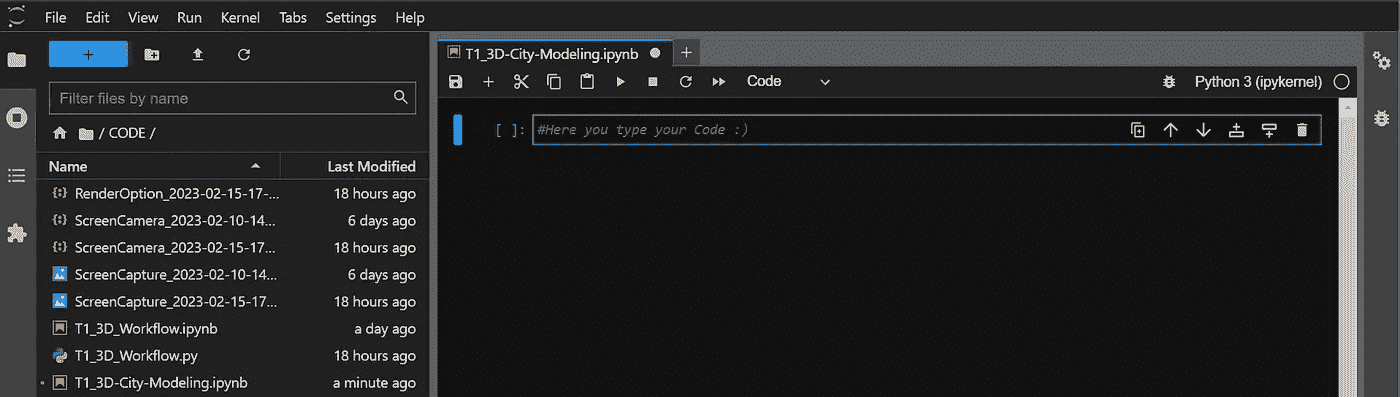 File Edit View Run Kernel Tabs Settings Help
T1_3D-City-Modeling.ipynb
Filter files by name
Code
Python 3 (ipykernel)
/ CODE /
[ ]: #Here you type your Code :)
Name Last Modified
RenderOption_2023-02-15-17-... 18 hours ago
ScreenCamera_2023-02-10-14... 6 days ago
ScreenCamera_2023-02-15-17... 18 hours ago
ScreenCapture_2023-02-10-14... 6 days ago
ScreenCapture_2023-02-15-17... 18 hours ago
T1_3D_Workflow.ipynb a day ago
T1_3D_Workflow.py 18 hours ago
T1_3D-City-Modeling.ipynb a minute ago